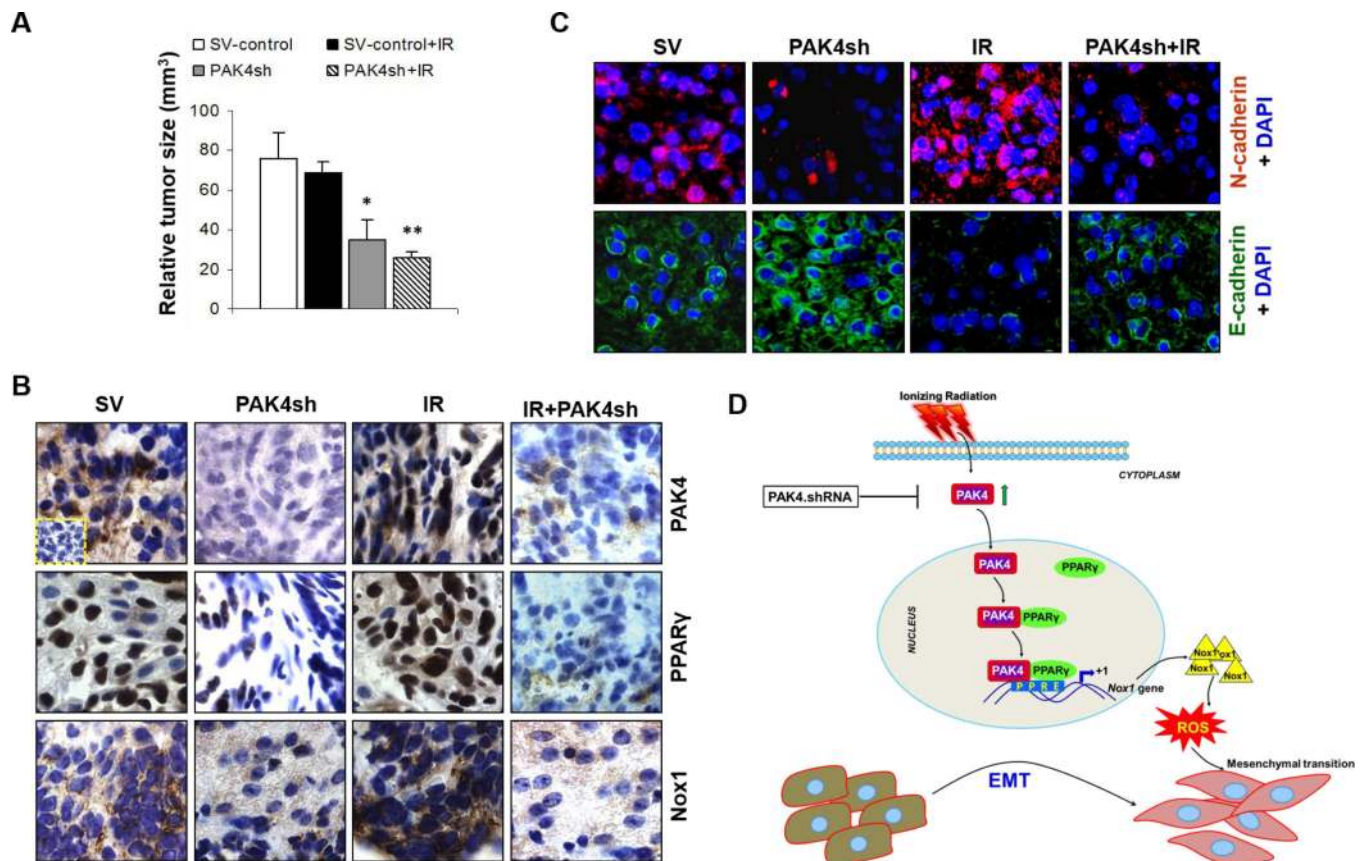 A
SV-control
SV-control+IR
PAK4sh
PAK4sh+IR
Relative tumor size (mm³)
100
80
60
40
20
0
*
**
B
SV
PAK4sh
IR
IR+PAK4sh
PAK4
PPARγ
Nox1
C
SV
PAK4sh
IR
PAK4sh+IR
N-cadherin
+ DAPI
E-cadherin
+ DAPI
D
Ionizing Radiation
CYTOPLASM
PAK4.shRNA
PAK4
PAK4
PPARγ
NUCLEUS
PAK4
PPARγ
PAK4
PPARγ
+1
P P R E
Nox1 gene
Nox1
ox1
Nox1
Nox1
ROS
Mesenchymal transition
EMT